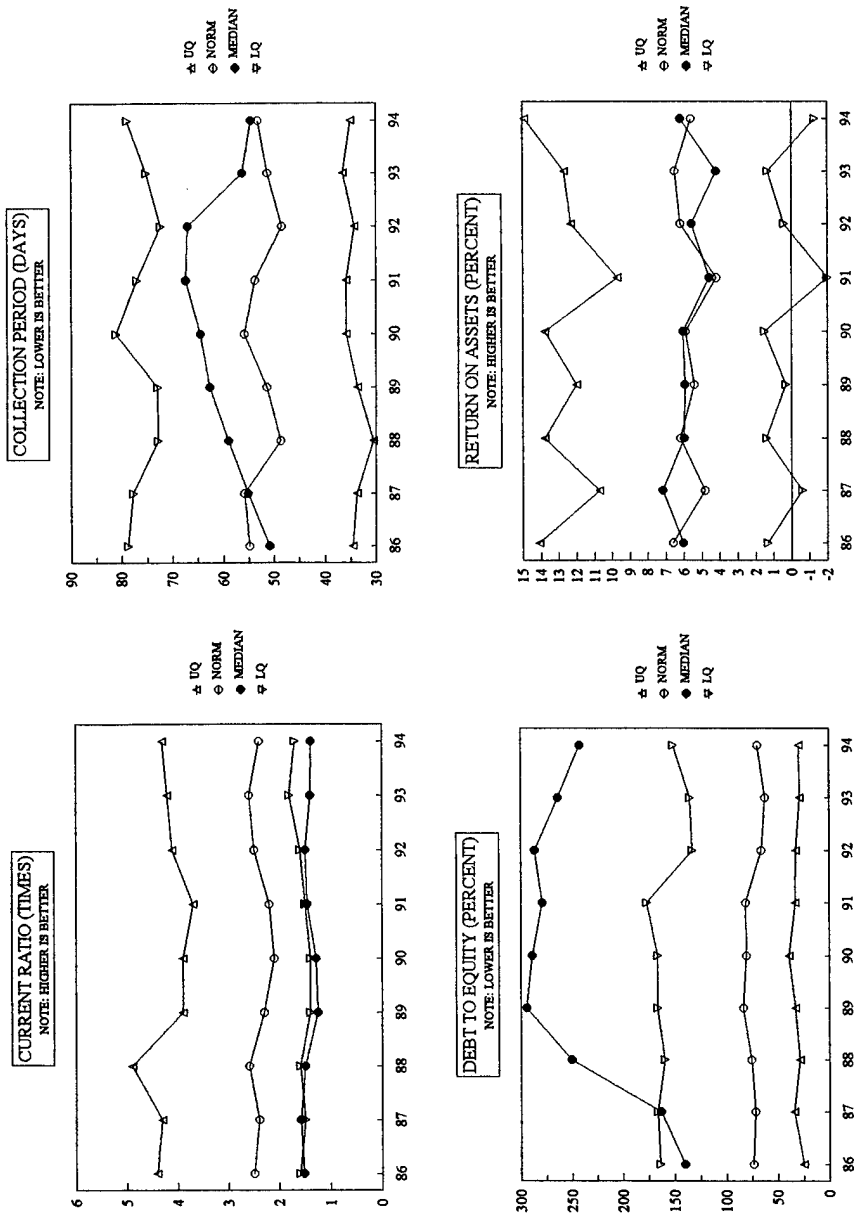 COLLECTION PERIOD (DAYS)
NOTE: LOWER IS BETTER
90
80
70
60
50
40
30
86 87 88 89 90 91 92 93 94
UQ
NORM
MEDIAN
LQ
RETURN ON ASSETS (PERCENT)
NOTE: HIGHER IS BETTER
15
14
13
12
11
10
9
8
7
6
5
4
3
2
1
0
-1
-2
86 87 88 89 90 91 92 93 94
UQ
NORM
MEDIAN
LQ
CURRENT RATIO (TIMES)
NOTE: HIGHER IS BETTER
6
5
4
3
2
1
0
86 87 88 89 90 91 92 93 94
UQ
NORM
MEDIAN
LQ
DEBT TO EQUITY (PERCENT)
NOTE: LOWER IS BETTER
300
250
200
150
100
50
0
86 87 88 89 90 91 92 93 94
UQ
NORM
MEDIAN
LQ